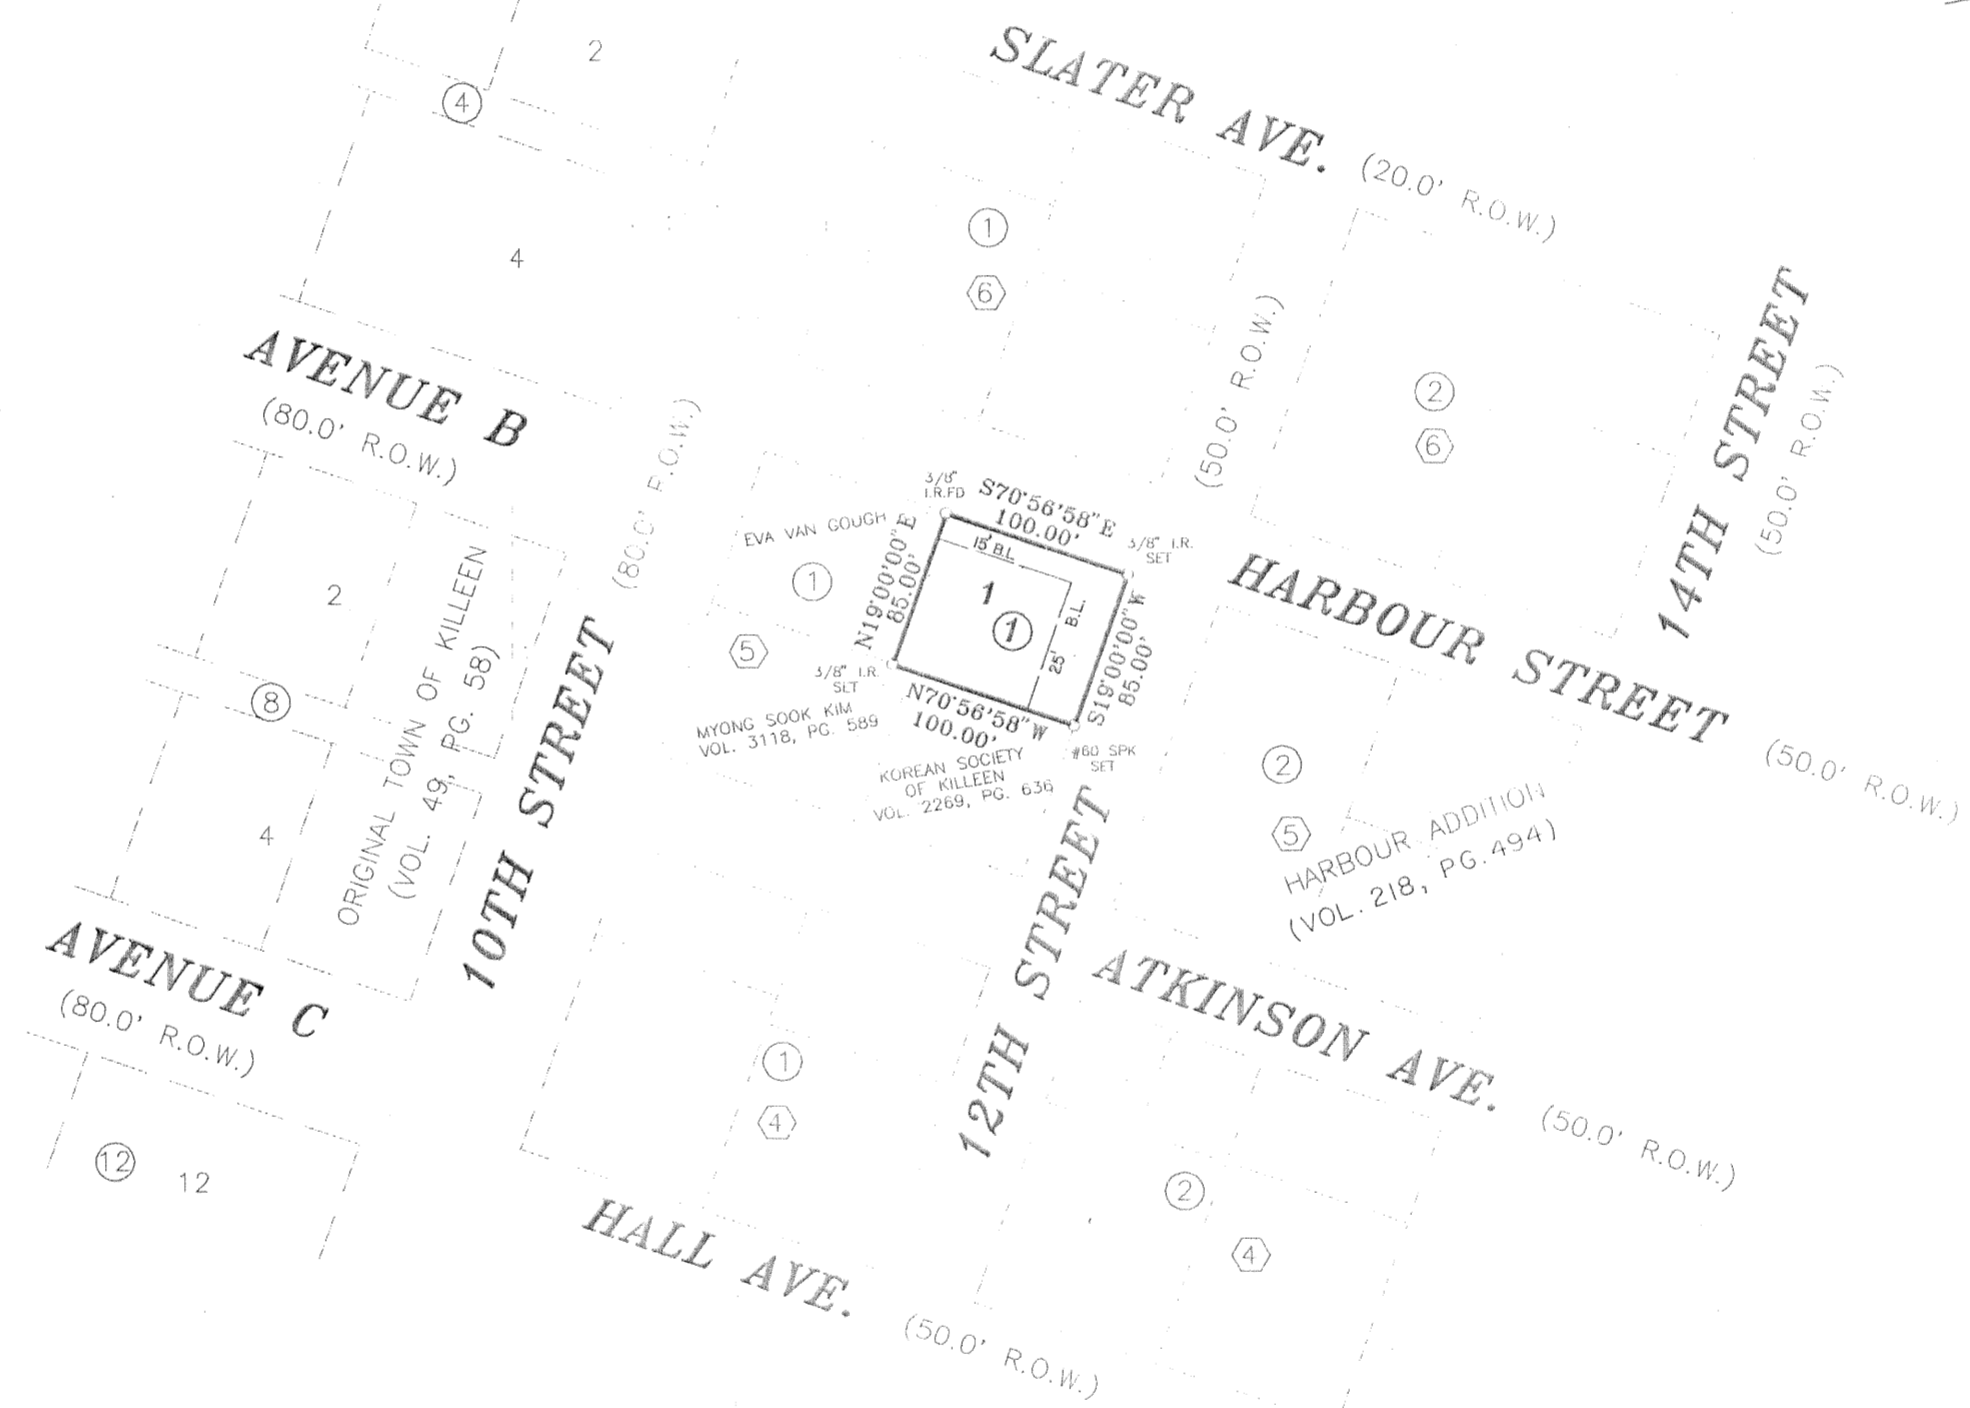 SLATER AVE. (20.0' R.O.W.)
2
4
4
1
6
(50.0' R.O.W.)
2
6
14TH STREET
(50.0' R.O.W.)
AVENUE B
(80.0' R.O.W.)
2
8
4
ORIGINAL TOWN OF KILLEEN
(VOL. 49, PG. 58)
10TH STREET (80.0' R.O.W.)
EVA VAN GOUGH
1
5
3/8"
I.R.FD
S70°56'58"E
100.00'
3/8" I.R.
SET
N19°00'00"E
85.00'
15' B.L.
1
1
B.L.
25'
S19°00'00"W
85.00'
3/8" I.R.
SET
N70°56'58"W
100.00'
#60 SPK
SET
MYONG SOOK KIM
VOL. 3118, PG. 589
KOREAN SOCIETY
OF KILLEEN
VOL. 2269, PG. 636
HARBOUR STREET (50.0' R.O.W.)
2
5
HARBOUR ADDITION
(VOL. 218, PG.494)
AVENUE C
(80.0' R.O.W.)
12
12
1
4
12TH STREET
ATKINSON AVE. (50.0' R.O.W.)
2
4
HALL AVE. (50.0' R.O.W.)